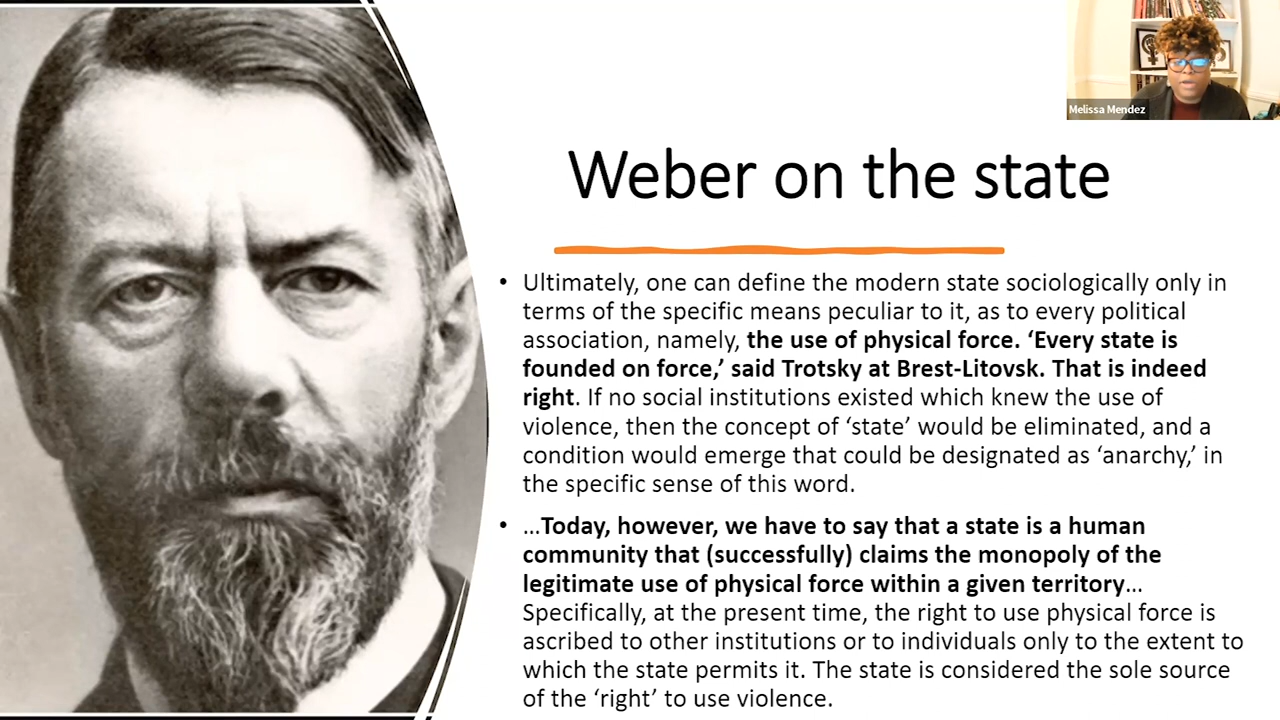 Melissa Mendez
Weber on the state
• Ultimately, one can define the modern state sociologically only in
terms of the specific means peculiar to it, as to every political
association, namely, the use of physical force. ‘Every state is
founded on force,’ said Trotsky at Brest-Litovsk. That is indeed
right. If no social institutions existed which knew the use of
violence, then the concept of ‘state’ would be eliminated, and a
condition would emerge that could be designated as ‘anarchy,’ in
the specific sense of this word.
• …Today, however, we have to say that a state is a human
community that (successfully) claims the monopoly of the
legitimate use of physical force within a given territory…
Specifically, at the present time, the right to use physical force is
ascribed to other institutions or to individuals only to the extent to
which the state permits it. The state is considered the sole source
of the ‘right’ to use violence.